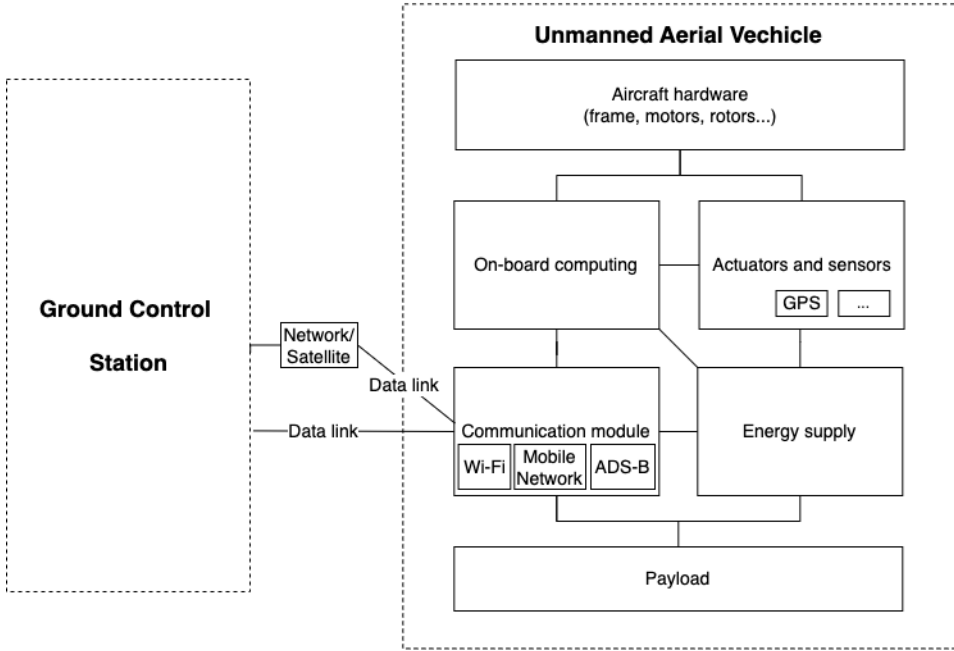 Unmanned Aerial Vechicle
Aircraft hardware
(frame, motors, rotors...)
On-board computing
Actuators and sensors
GPS
...
Ground Control
Station
Network/
Satellite
Data link
Data link
Communication module
Wi-Fi
Mobile
Network
ADS-B
Energy supply
Payload